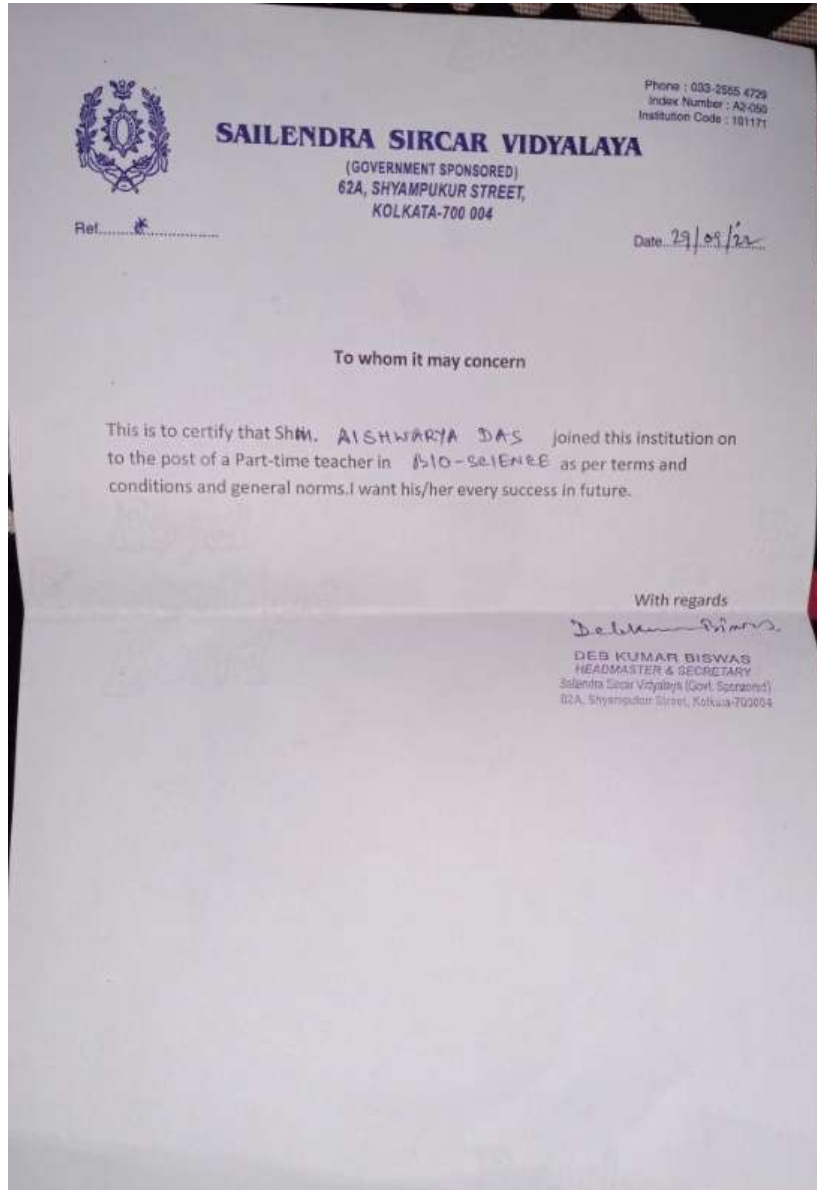 Phone : 033-2555 4729
Index Number : A2-050
Institution Code : 101171
SAILENDRA SIRCAR VIDYALAYA
(GOVERNMENT SPONSORED)
62A, SHYAMPUKUR STREET,
KOLKATA-700 004
Ref.....................
Date..29/09/22
To whom it may concern
This is to certify that Shm. AISHWARYA DAS joined this institution on
to the post of a Part-time teacher in BIO-SCIENCE as per terms and
conditions and general norms.I want his/her every success in future.
With regards
DEB KUMAR BISWAS
HEADMASTER & SECRETARY
Sailendra Sircar Vidyalaya (Govt. Sponsored)
62A, Shyampukur Street, Kolkata-700004